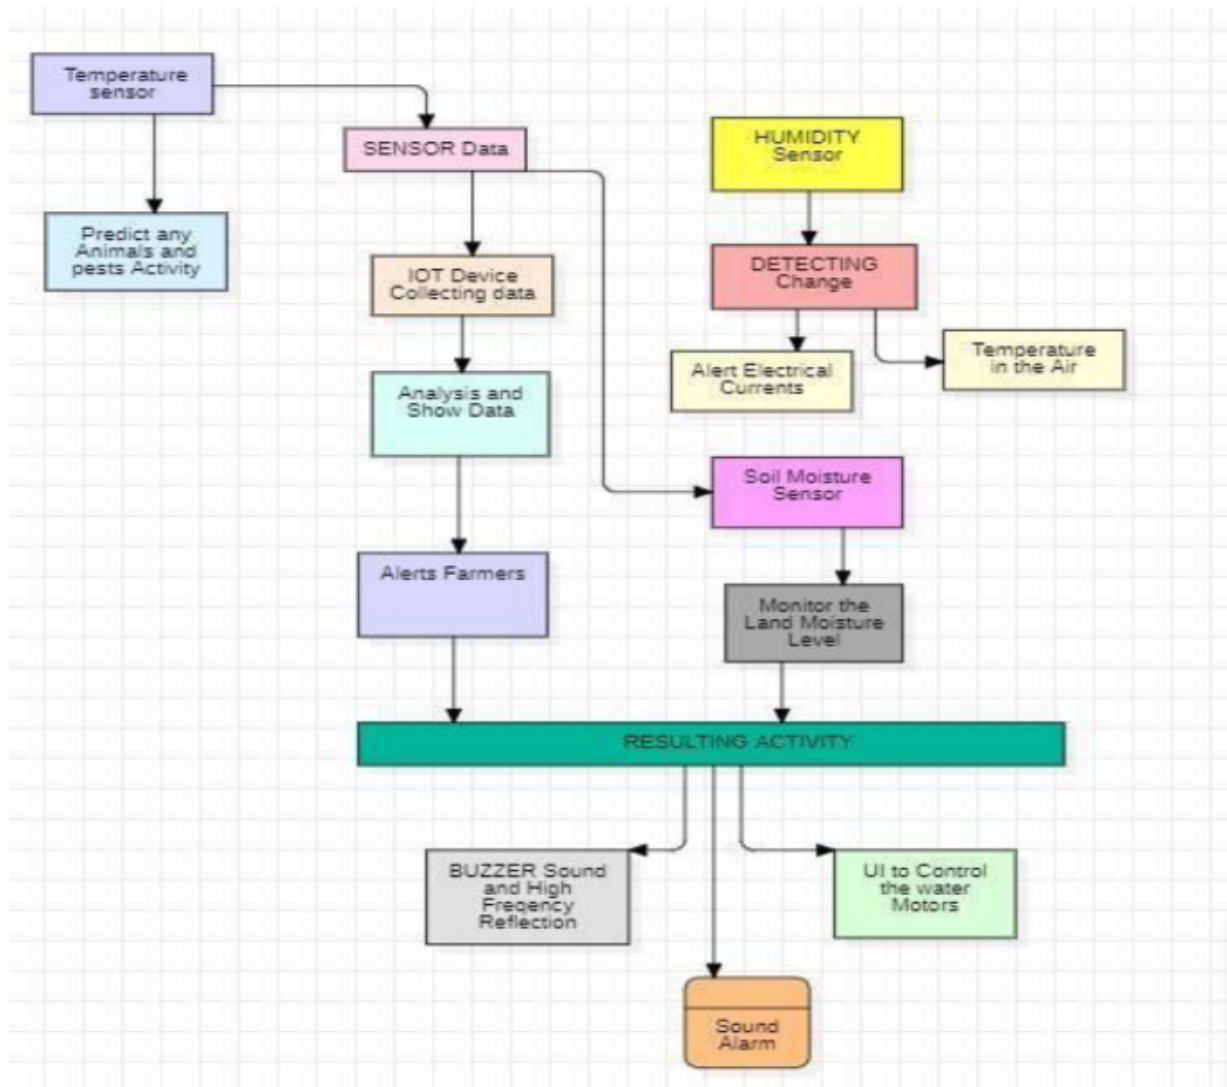 Temperature
sensor
SENSOR Data
HUMIDITY
Sensor
Predict any
Animals and
pests Activity
IOT Device
Collecting data
DETECTING
Change
Alert Electrical
Currents
Temperature
in the Air
Analysis and
Show Data
Soil Moisture
Sensor
Alerts Farmers
Monitor the
Land Moisture
Level
RESULTING ACTIVITY
BUZZER Sound
and High
Freqency
Reflection
UI to Control
the water
Motors
Sound
Alarm